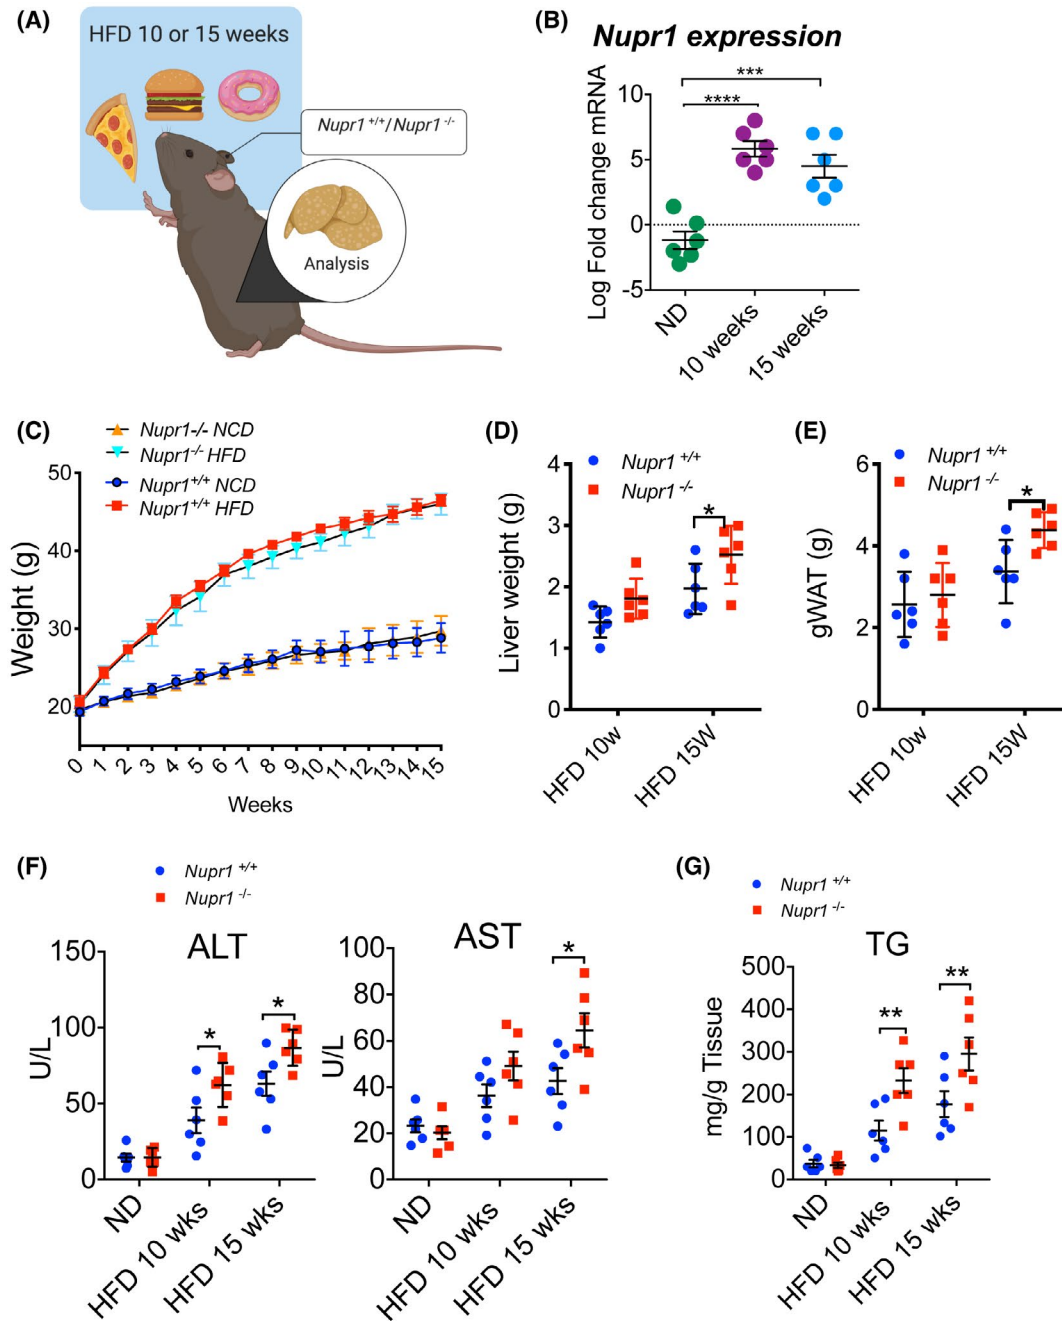 (A)
HFD 10 or 15 weeks
Nupr1 +/+/Nupr1 -/-
Analysis
(B)
Nupr1 expression
***
****
Log Fold change mRNA
10
5
0
-5
ND
10 weeks
15 weeks
(C)
Nupr1-/- NCD
Nupr1-/- HFD
Nupr1+/+ NCD
Nupr1+/+ HFD
Weight (g)
50
40
30
20
0 1 2 3 4 5 6 7 8 9 10 11 12 13 14 15
Weeks
(D)
Nupr1 +/+
Nupr1 -/-
*
Liver weight (g)
4
3
2
1
0
HFD 10w
HFD 15W
(E)
Nupr1 +/+
Nupr1 -/-
*
gWAT (g)
6
4
2
0
HFD 10w
HFD 15W
(F)
Nupr1 +/+
Nupr1 -/-
ALT
*
*
U/L
150
100
50
0
ND
HFD 10 wks
HFD 15 wks
AST
*
U/L
100
80
60
40
20
0
ND
HFD 10 wks
HFD 15 wks
(G)
Nupr1 +/+
Nupr1 -/-
TG
**
**
mg/g Tissue
500
400
300
200
100
0
ND
HFD 10 wks
HFD 15 wks